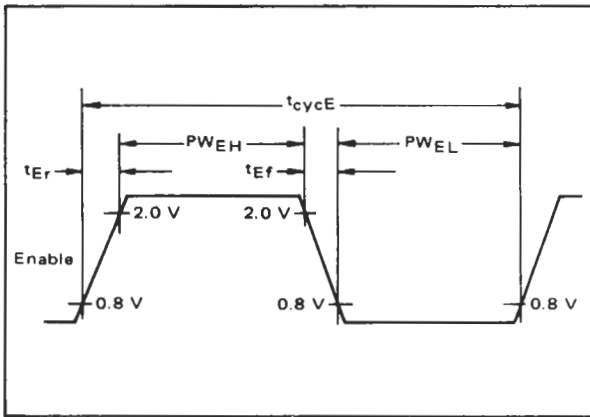 tcycE
PWEH
PWEL
tEr
tEf
2.0 V
2.0 V
Enable
0.8 V
0.8 V
0.8 V